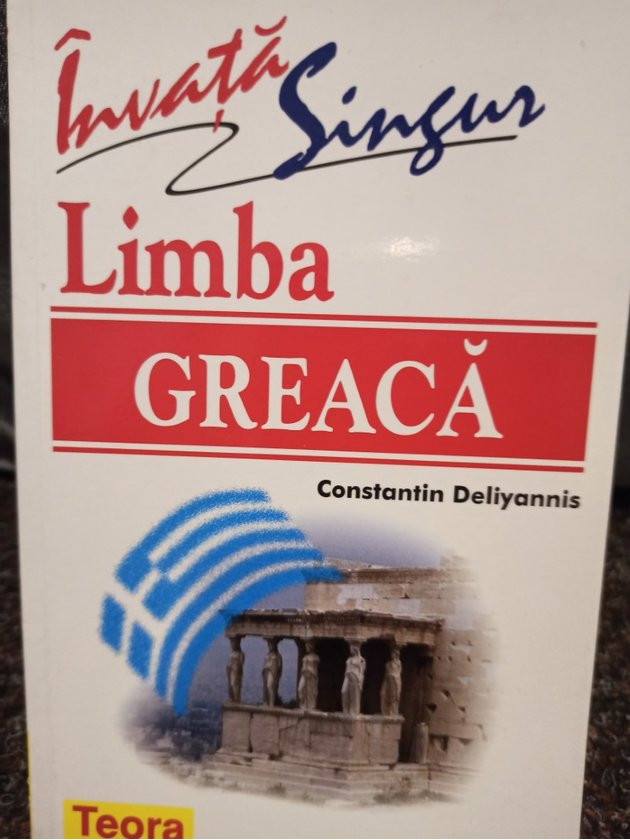 Învață Singur
Limba
GREACĂ
Constantin Deliyannis
Teora